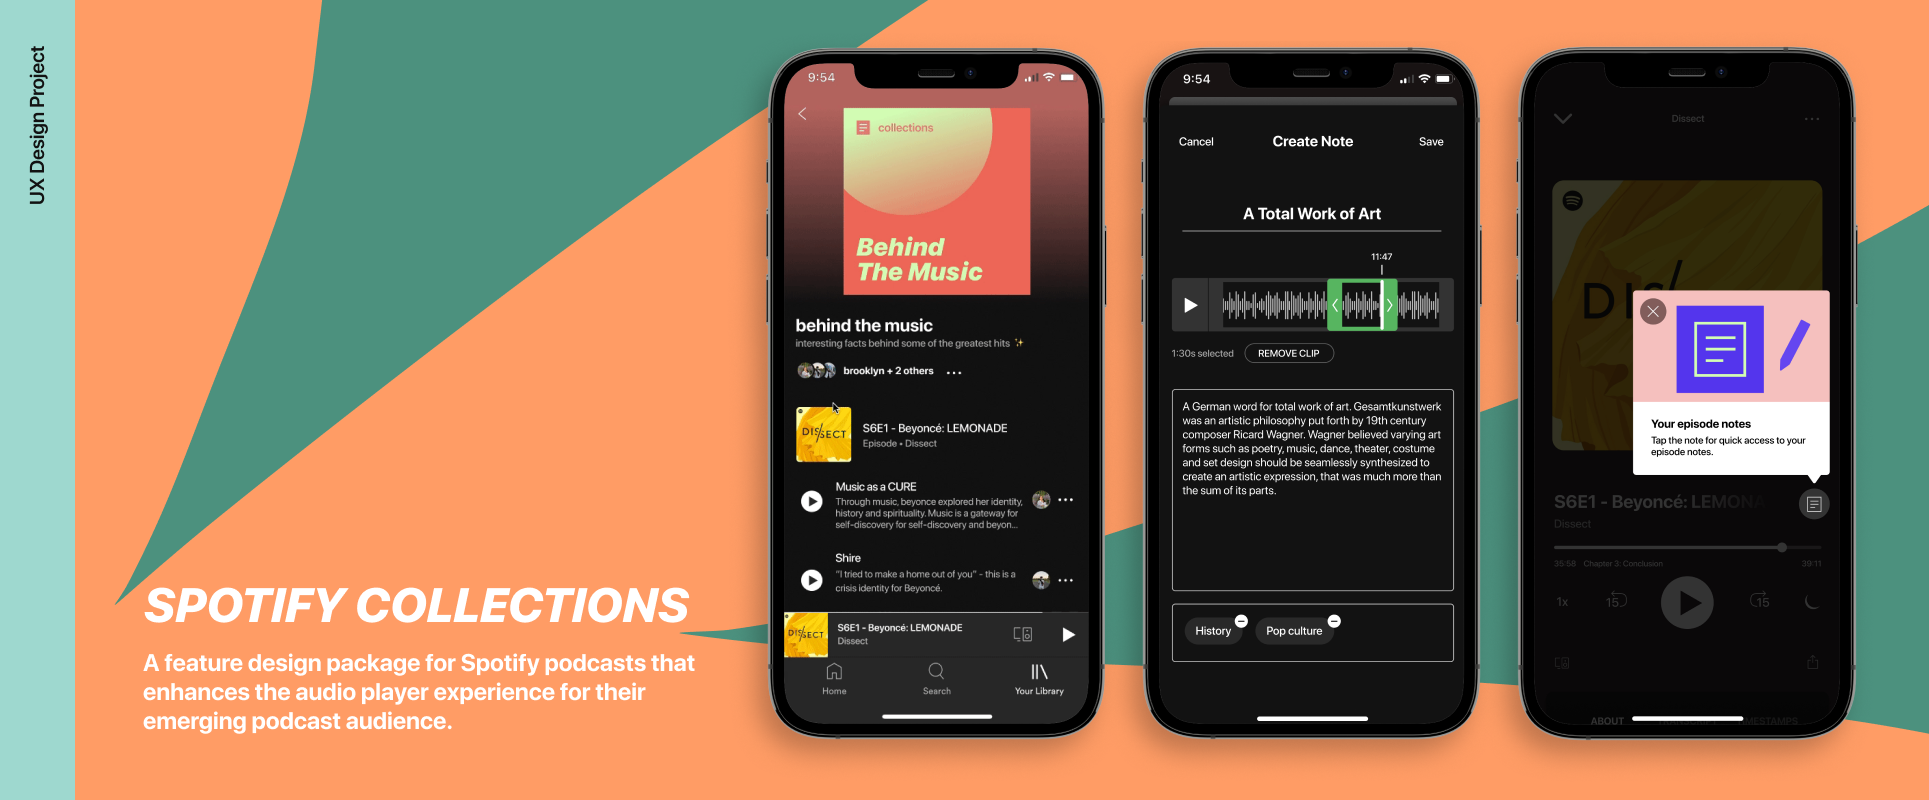 UX Design Project
SPOTIFY COLLECTIONS
A feature design package for Spotify podcasts that
enhances the audio player experience for their
emerging podcast audience.
9:54
collections
Behind
The Music
behind the music
interesting facts behind some of the greatest hits ✨
brooklyn + 2 others
DIS/SECT
S6E1 - Beyoncé: LEMONADE
Episode • Dissect
Music as a CURE
Through music, beyonce explored her identity,
history and spirituality. Music is a gateway for
self-discovery for self-discovery and beyon...
Shire
"I tried to make a home out of you" - this is a
crisis identity for Beyoncé.
DIS/SECT
S6E1 - Beyoncé: LEMONADE
Dissect
Home
Search
Your Library
9:54
Cancel
Create Note
Save
A Total Work of Art
11:47
1:30s selected
REMOVE CLIP
A German word for total work of art. Gesamtkunstwerk
was an artistic philosophy put forth by 19th century
composer Ricard Wagner. Wagner believed varying art
forms such as poetry, music, dance, theater, costume
and set design should be seamlessly synthesized to
create an artistic expression, that was much more than
the sum of its parts.
History
Pop culture
Dissect
DIS/
Your episode notes
Tap the note for quick access to your
episode notes.
S6E1 - Beyoncé: LEMONA
Dissect
35:58
Chapter 3: Conclusion
39:11
1x
15
15
ABOUT